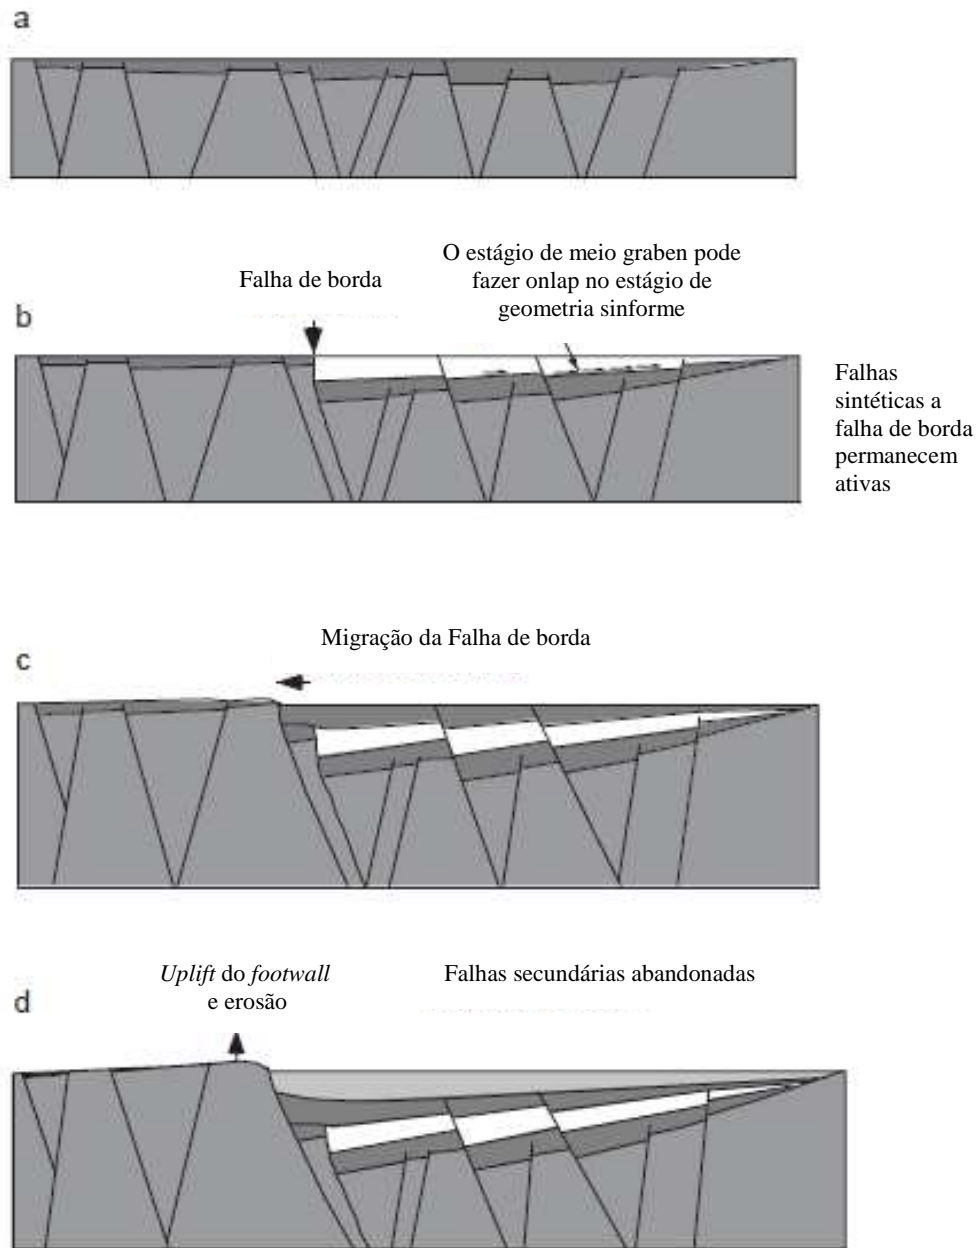 a
Falha de borda
O estágio de meio graben pode
fazer onlap no estágio de
geometria sinforme
b
Falhas
sintéticas a
falha de borda
permanecem
ativas
Migração da Falha de borda
c
Uplift do footwall
e erosão
Falhas secundárias abandonadas
d